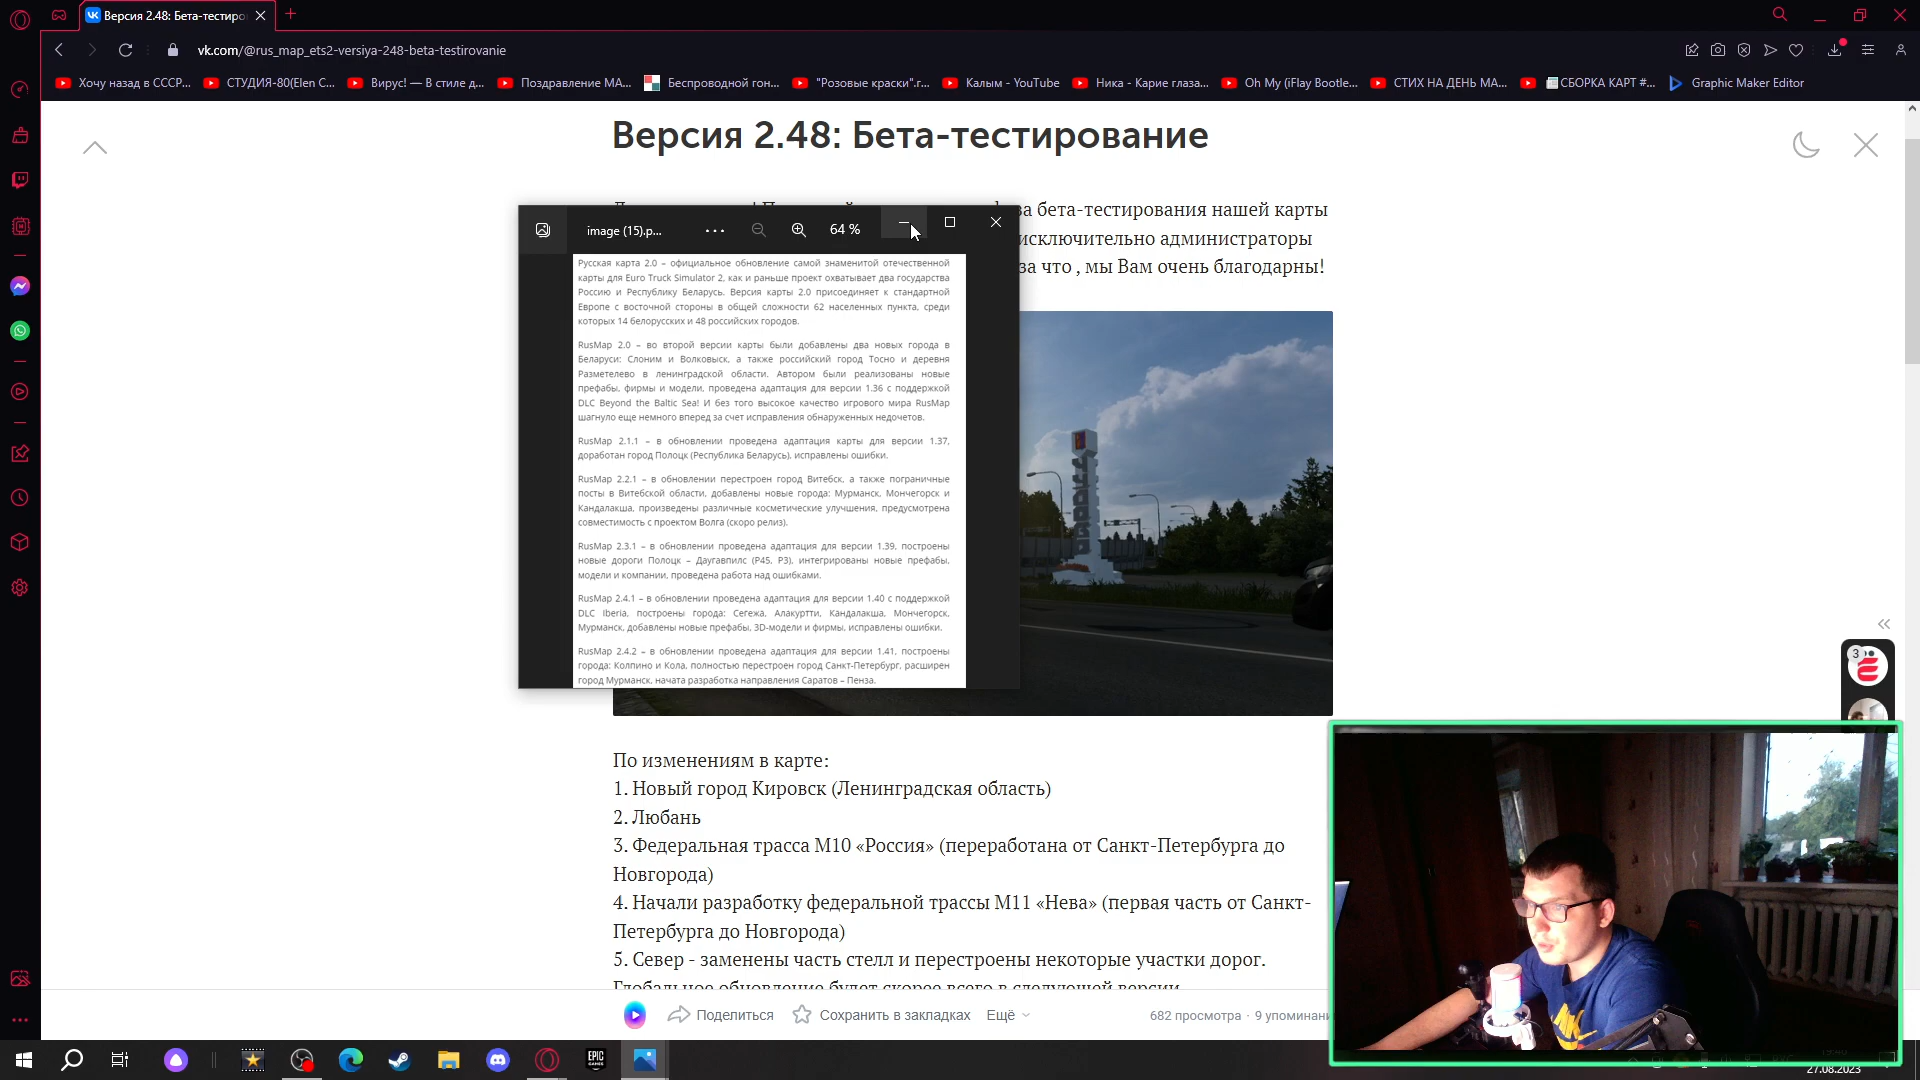 Версия 2.48: Бета-тестиро
vk.com/@rus_map_ets2-versiya-248-beta-testirovanie
Хочу назад в СССР...
СТУДИЯ-80(Elen C...
Вирус! — В стиле д...
Поздравление МА...
Беспроводной гон...
"Розовые краски".г...
Калым - YouTube
Ника - Карие глаза...
Oh My (iFlay Bootle...
СТИХ НА ДЕНЬ МА...
СБОРКА КАРТ #...
Graphic Maker Editor
Версия 2.48: Бета-тестирование
за бета-тестирования нашей карты
исключительно администраторы
за что , мы Вам очень благодарны!
image (15).p...
64 %
Русская карта 2.0 – официальное обновление самой знаменитой отечественной
карты для Euro Truck Simulator 2, как и раньше проект охватывает два государства
Россию и Республику Беларусь. Версия карты 2.0 присоединяет к стандартной
Европе с восточной стороны в общей сложности 62 населенных пункта, среди
которых 14 белорусских и 48 российских городов.
RusMap 2.0 – во второй версии карты были добавлены два новых города в
Беларуси: Слоним и Волковыск, а также российский город Тосно и деревня
Разметелево в ленинградской области. Автором были реализованы новые
префабы, фирмы и модели, проведена адаптация для версии 1.36 с поддержкой
DLC Beyond the Baltic Sea! И без того высокое качество игрового мира RusMap
шагнуло еще немного вперед за счет исправления обнаруженных недочетов.
RusMap 2.1.1 – в обновлении проведена адаптация карты для версии 1.37,
доработан город Полоцк (Республика Беларусь), исправлены ошибки.
RusMap 2.2.1 – в обновлении перестроен город Витебск, а также пограничные
посты в Витебской области, добавлены новые города: Мурманск, Мончегорск и
Кандалакша, произведены различные косметические улучшения, предусмотрена
совместимость с проектом Волга (скоро релиз).
RusMap 2.3.1 – в обновлении проведена адаптация для версии 1.39, построены
новые дороги Полоцк – Даугавпилс (Р45, Р3), интегрированы новые префабы,
модели и компании, проведена работа над ошибками.
RusMap 2.4.1 – в обновлении проведена адаптация для версии 1.40 с поддержкой
DLC Iberia, построены города: Сегежа, Алакуртти, Кандалакша, Мончегорск,
Мурманск, добавлены новые префабы, 3D-модели и фирмы, исправлены ошибки.
RusMap 2.4.2 – в обновлении проведена адаптация для версии 1.41, построены
города: Колпино и Кола, полностью перестроен город Санкт-Петербург, расширен
город Мурманск, начата разработка направления Саратов – Пенза.
3
По изменениям в карте:
1. Новый город Кировск (Ленинградская область)
2. Любань
3. Федеральная трасса М10 «Россия» (переработана от Санкт-Петербурга до
Новгорода)
4. Начали разработку федеральной трассы М11 «Нева» (первая часть от Санкт-
Петербурга до Новгорода)
5. Север - заменены часть стелл и перестроены некоторые участки дорог.
Глобальное обновление будет скорее всего в следующей версии
Поделиться
Сохранить в закладках
Ещё
682 просмотра · 9 упоминани
EPIC GAMES
27.08.2023